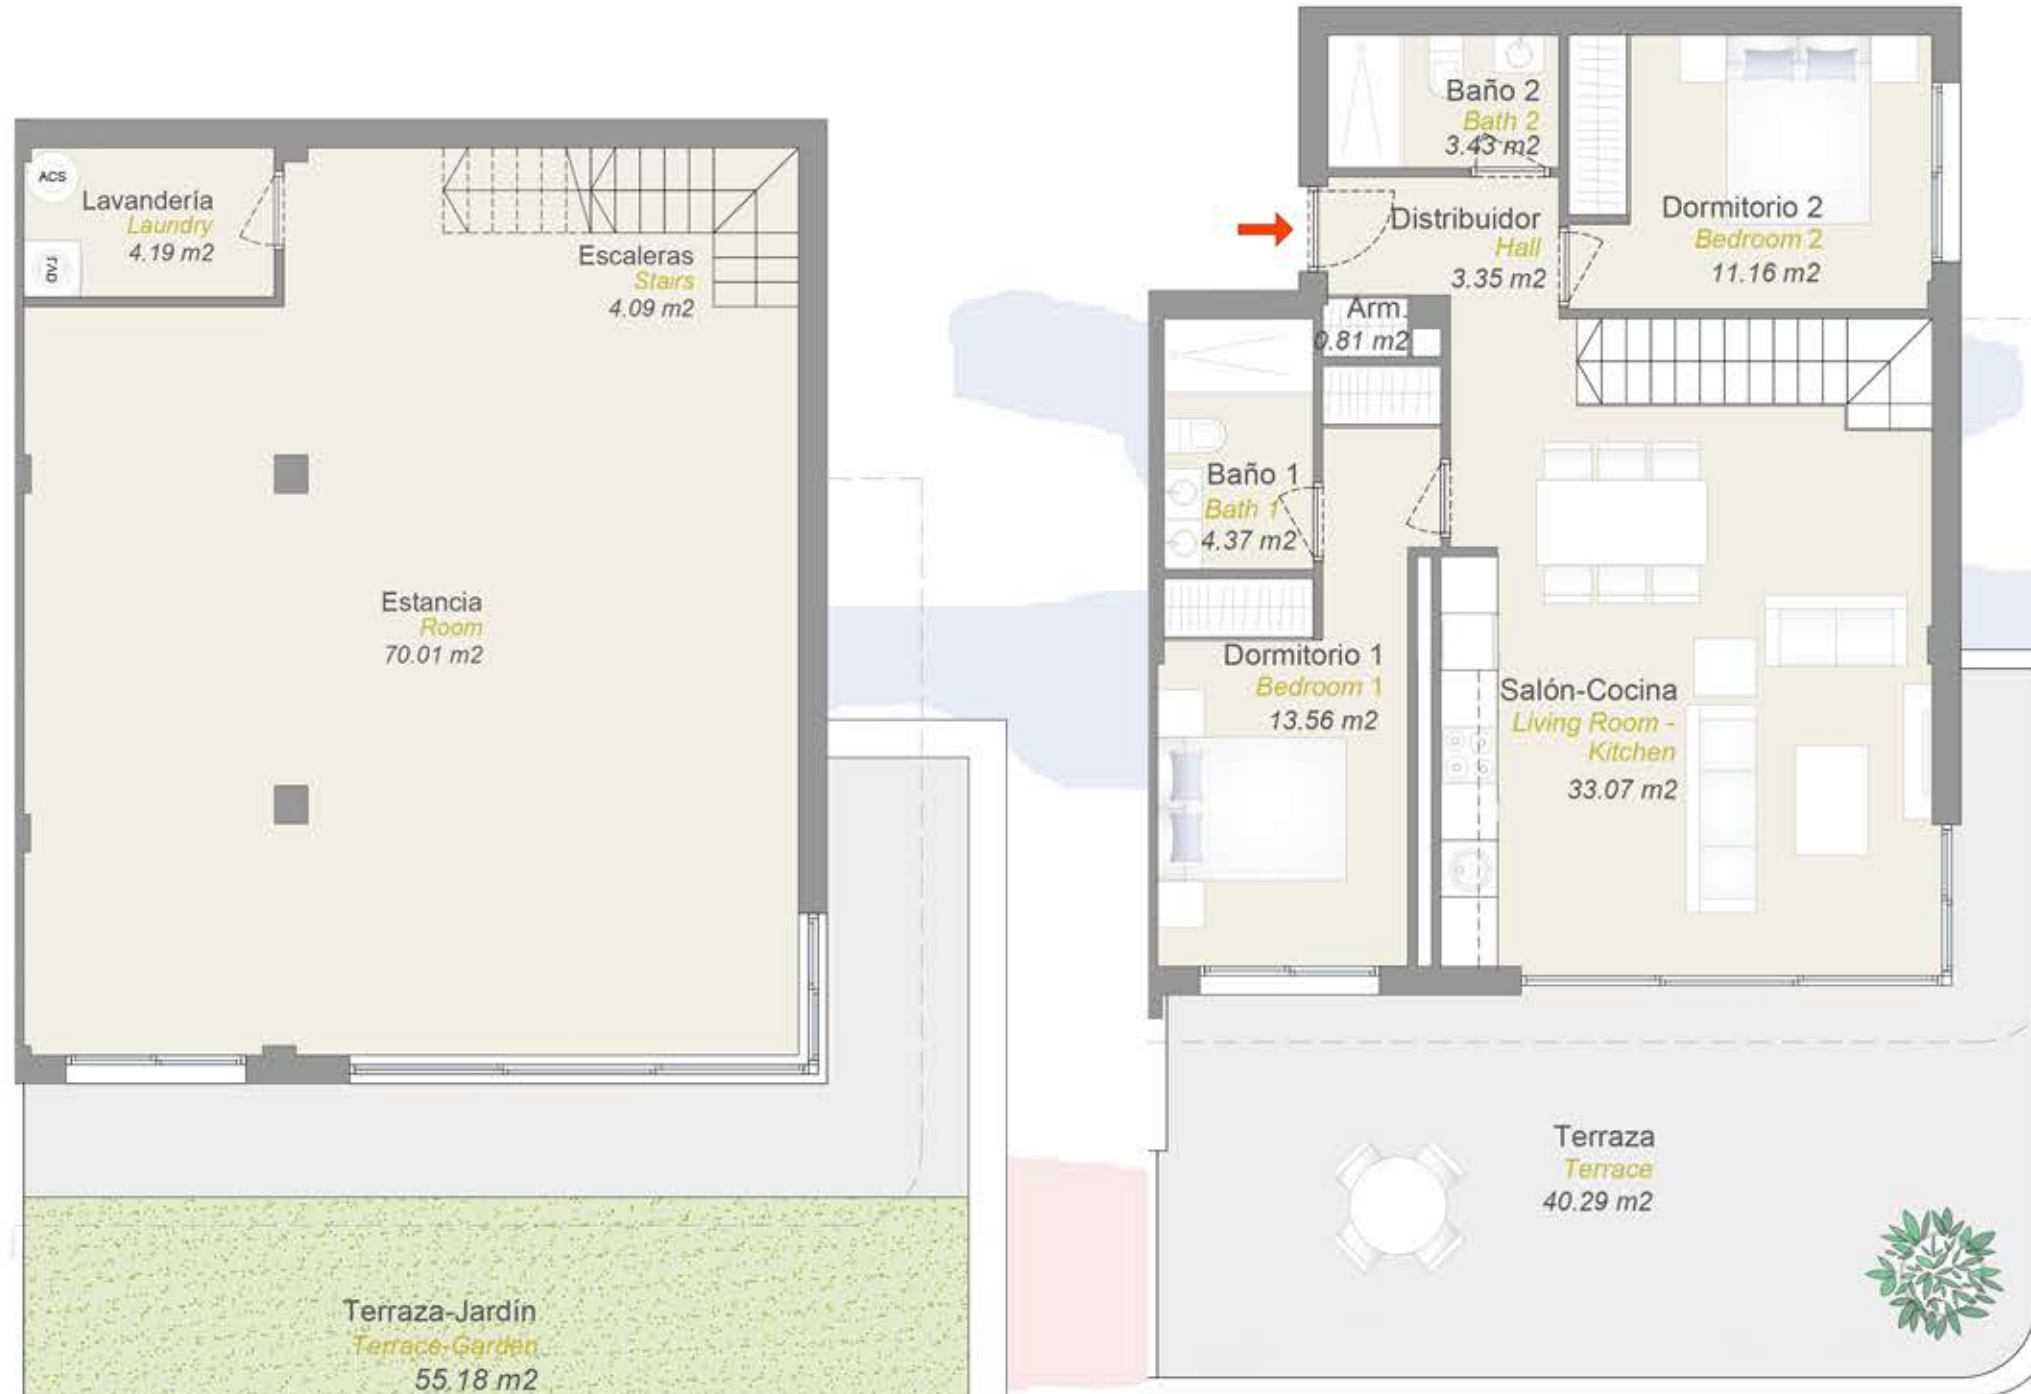 ACS
Lavandería
Laundry
4.19 m2
LVD
Escaleras
Stairs
4.09 m2
Estancia
Room
70.01 m2
Terraza-Jardín
Terrace-Garden
55.18 m2
Baño 2
Bath 2
3.43 m2
Distribuidor
Hall
3.35 m2
Dormitorio 2
Bedroom 2
11.16 m2
Arm.
0.81 m2
Baño 1
Bath 1
4.37 m2
Dormitorio 1
Bedroom 1
13.56 m2
Salón-Cocina
Living Room -
Kitchen
33.07 m2
Terraza
Terrace
40.29 m2